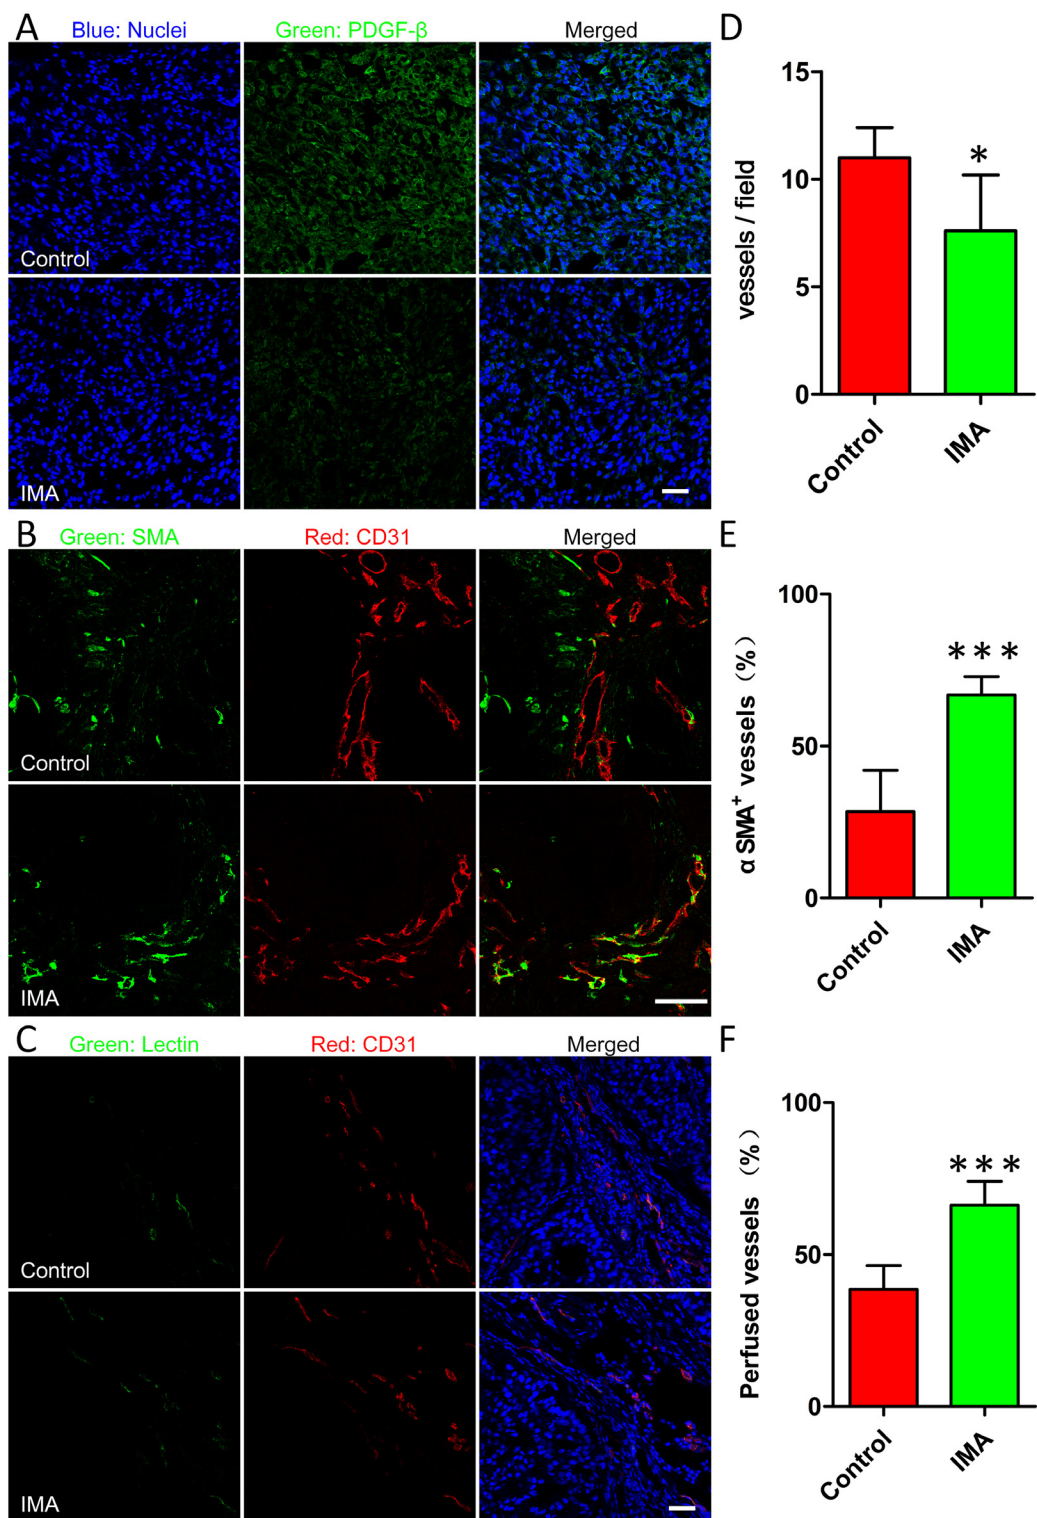 A
Blue: Nuclei
Green: PDGF-β
Merged
Control
IMA
B
Green: SMA
Red: CD31
Merged
Control
IMA
C
Green: Lectin
Red: CD31
Merged
Control
IMA
D
15
10
5
0
vessels / field
*
Control
IMA
E
100
50
0
α SMA⁺ vessels (%)
***
Control
IMA
F
100
50
0
Perfused vessels (%)
***
Control
IMA